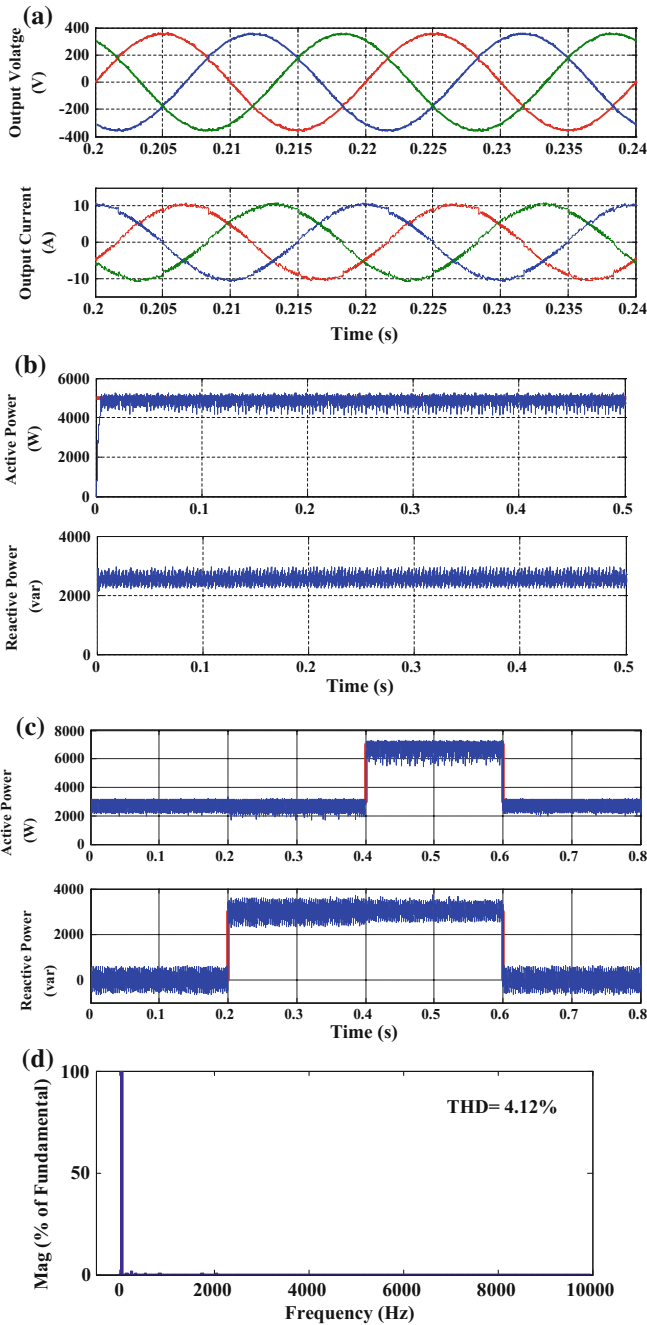 (a)
Output Volatge
(V)
400
200
0
-200
-400
0.2 0.205 0.21 0.215 0.22 0.225 0.23 0.235 0.24
Output Current
(A)
10
0
-10
0.2 0.205 0.21 0.215 0.22 0.225 0.23 0.235 0.24
Time (s)
(b)
Active Power
(W)
6000
4000
2000
0
0 0.1 0.2 0.3 0.4 0.5
Reactive Power
(var)
4000
2000
0
0 0.1 0.2 0.3 0.4 0.5
Time (s)
(c)
Active Power
(W)
8000
6000
4000
2000
0
0 0.1 0.2 0.3 0.4 0.5 0.6 0.7 0.8
Reactive Power
(var)
4000
2000
0
0 0.1 0.2 0.3 0.4 0.5 0.6 0.7 0.8
Time (s)
(d)
Mag (% of Fundamental)
100
50
0
THD= 4.12%
0 2000 4000 6000 8000 10000
Frequency (Hz)